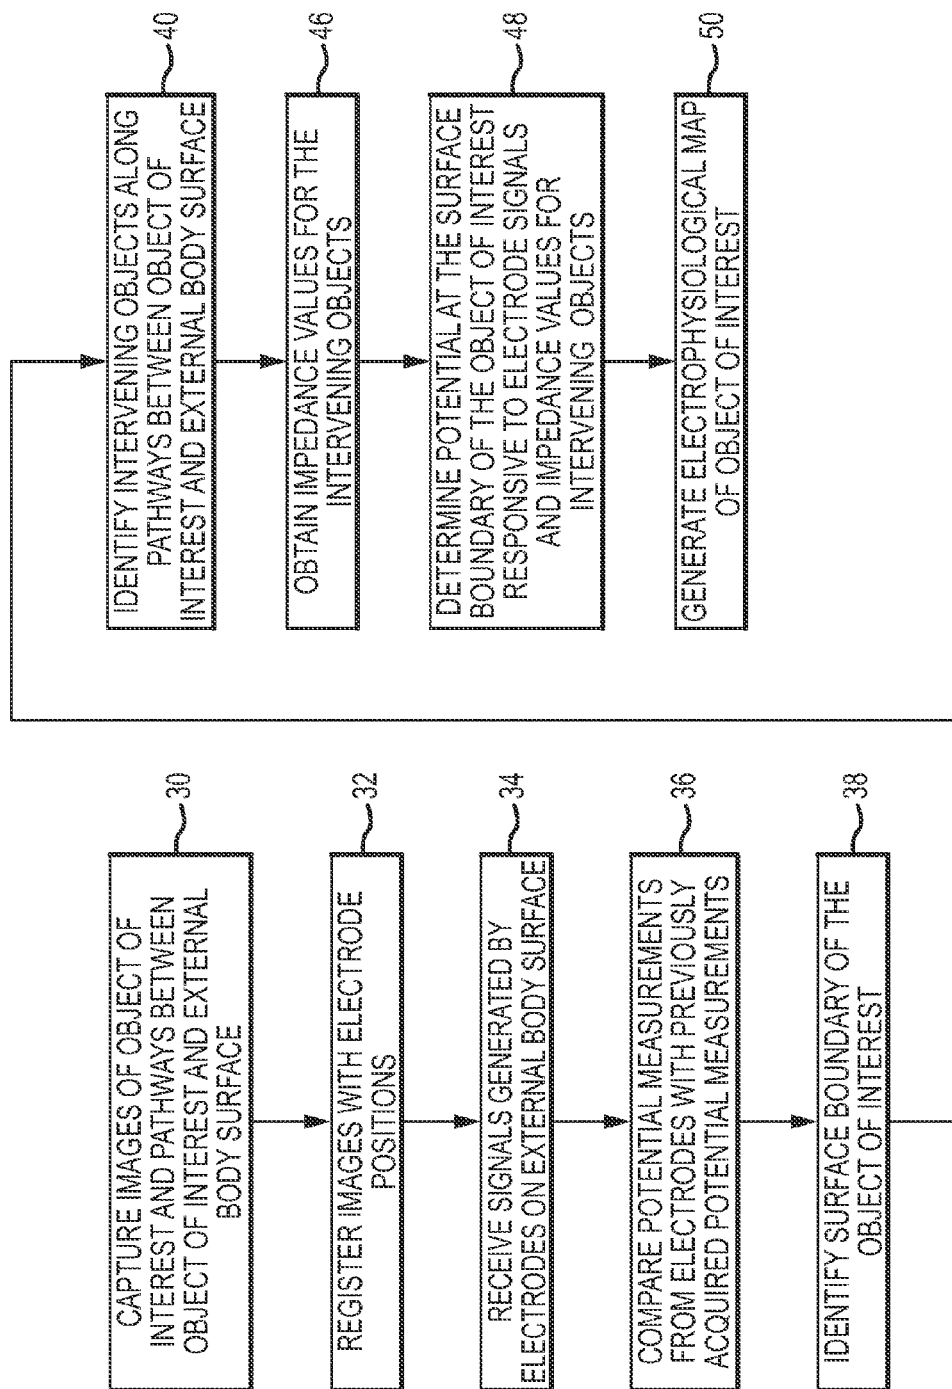 CAPTURE IMAGES OF OBJECT OF
INTEREST AND PATHWAYS BETWEEN
OBJECT OF INTEREST AND EXTERNAL
BODY SURFACE
30
REGISTER IMAGES WITH ELECTRODE
POSITIONS
32
RECEIVE SIGNALS GENERATED BY
ELECTRODES ON EXTERNAL BODY SURFACE
34
COMPARE POTENTIAL MEASUREMENTS
FROM ELECTRODES WITH PREVIOUSLY
ACQUIRED POTENTIAL MEASUREMENTS
36
IDENTIFY SURFACE BOUNDARY OF THE
OBJECT OF INTEREST
38
IDENTIFY INTERVENING OBJECTS ALONG
PATHWAYS BETWEEN OBJECT OF
INTEREST AND EXTERNAL BODY SURFACE
40
OBTAIN IMPEDANCE VALUES FOR THE
INTERVENING OBJECTS
46
DETERMINE POTENTIAL AT THE SURFACE
BOUNDARY OF THE OBJECT OF INTEREST
RESPONSIVE TO ELECTRODE SIGNALS
AND IMPEDANCE VALUES FOR
INTERVENING OBJECTS
48
GENERATE ELECTROPHYSIOLOGICAL MAP
OF OBJECT OF INTEREST
50